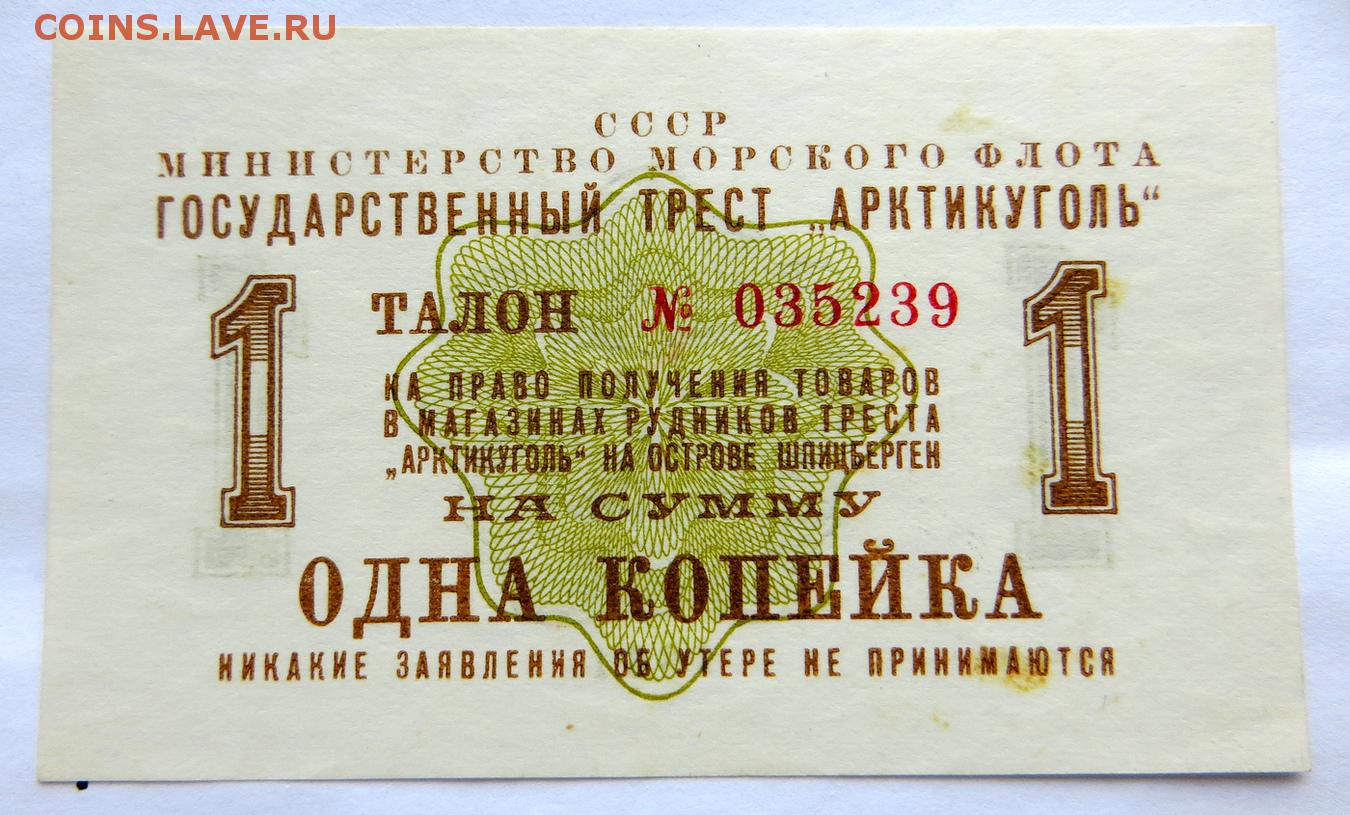 COINS.LAVE.RU
СССР
МИНИСТЕРСТВО МОРСКОГО ФЛОТА
ГОСУДАРСТВЕННЫЙ ТРЕСТ „АРКТИКУГОЛЬ“
1 ТАЛОН № 035239 1
НА ПРАВО ПОЛУЧЕНИЯ ТОВАРОВ
В МАГАЗИНАХ РУДНИКОВ ТРЕСТА
„АРКТИКУГОЛЬ“ НА ОСТРОВЕ ШПИЦБЕРГЕН
НА СУММУ
ОДНА КОПЕЙКА
НИКАКИЕ ЗАЯВЛЕНИЯ ОБ УТЕРЕ НЕ ПРИНИМАЮТСЯ